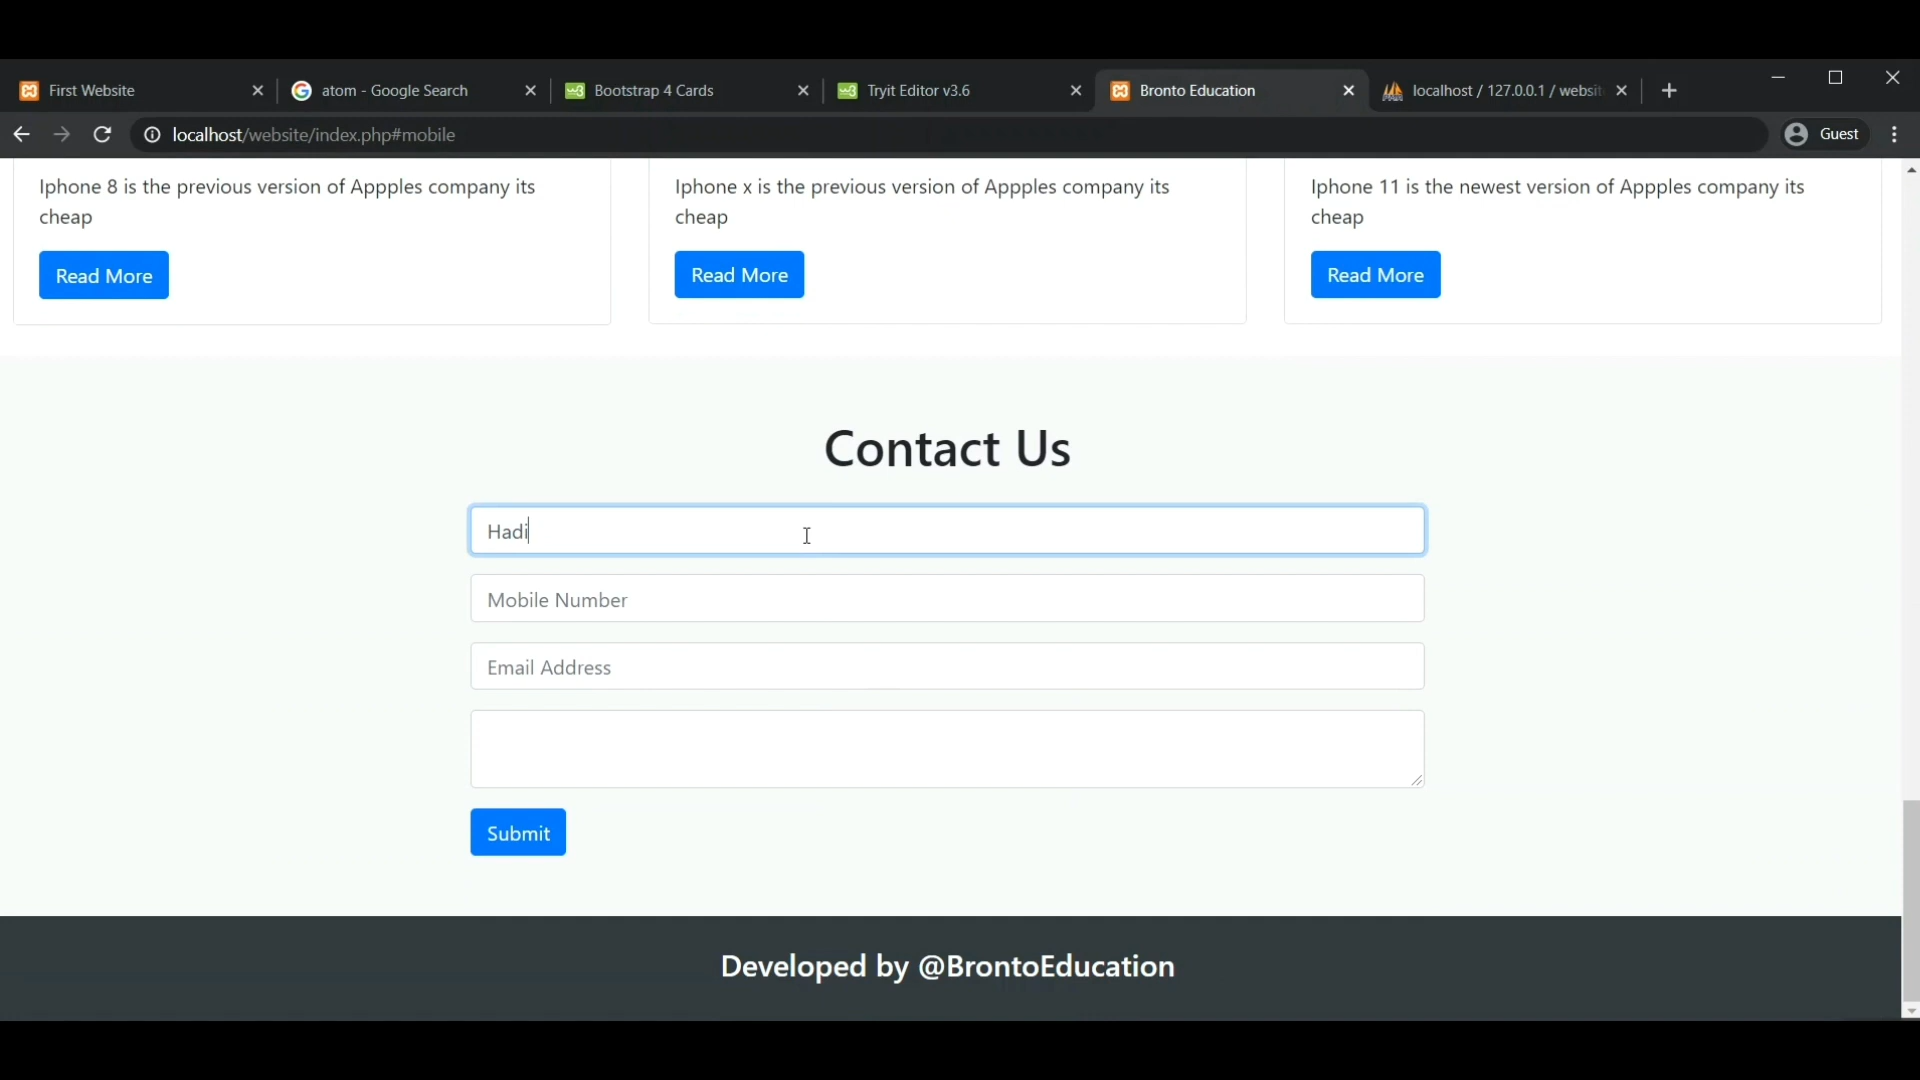 First Website
atom - Google Search
Bootstrap 4 Cards
Tryit Editor v3.6
Bronto Education
localhost / 127.0.0.1 / websit
localhost/website/index.php#mobile
Guest
Iphone 8 is the previous version of Appples company its
cheap
Read More
Iphone x is the previous version of Appples company its
cheap
Read More
Iphone 11 is the newest version of Appples company its
cheap
Read More
Contact Us
Hadi
Mobile Number
Email Address
Submit
Developed by @BrontoEducation